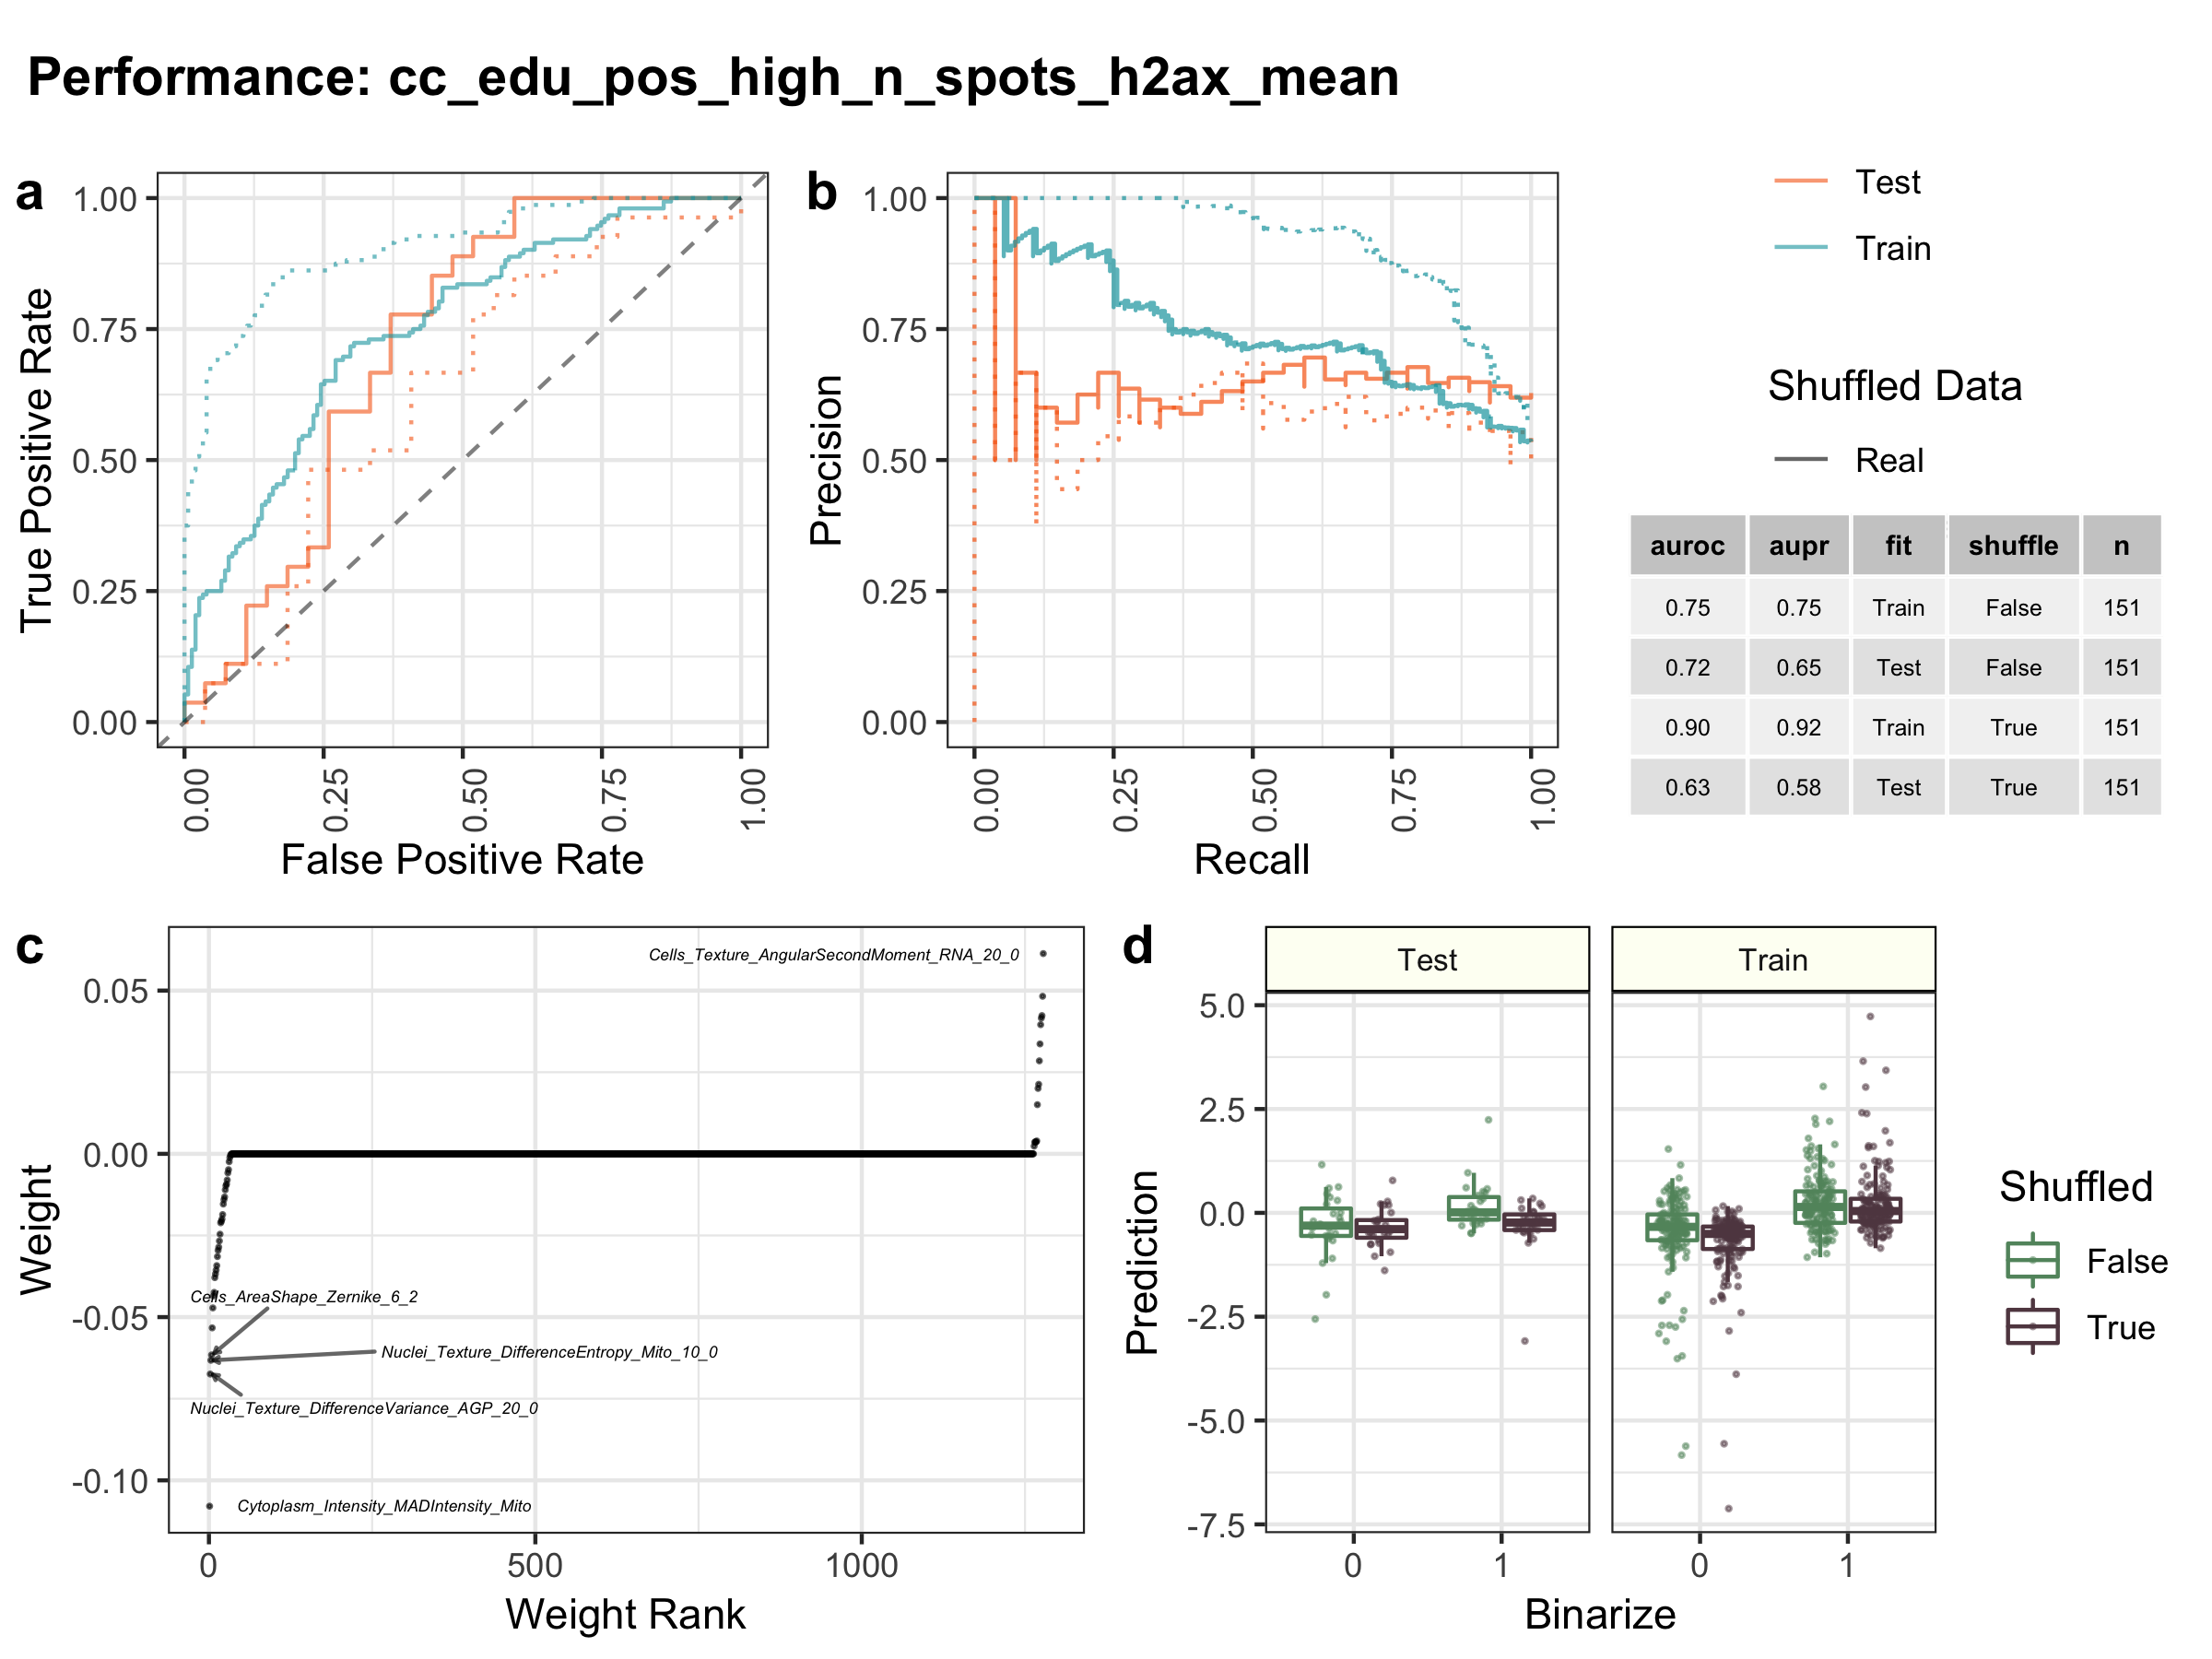 Performance: cc_edu_pos_high_n_spots_h2ax_mean
a
True Positive Rate
1.00
0.75
0.50
0.25
0.00
0.00 0.25 0.50 0.75 1.00
False Positive Rate
b
Precision
1.00
0.75
0.50
0.25
0.00
0.00 0.25 0.50 0.75 1.00
Recall
Test
Train
Shuffled Data
Real
auroc aupr fit shuffle n
0.75 0.75 Train False 151
0.72 0.65 Test False 151
0.90 0.92 Train True 151
0.63 0.58 Test True 151
c
Weight
0.05
0.00
-0.05
-0.10
Cells_Texture_AngularSecondMoment_RNA_20_0
Cells_AreaShape_Zernike_6_2
Nuclei_Texture_DifferenceEntropy_Mito_10_0
Nuclei_Texture_DifferenceVariance_AGP_20_0
Cytoplasm_Intensity_MADIntensity_Mito
0 500 1000
Weight Rank
d
Test Train
Prediction
5.0
2.5
0.0
-2.5
-5.0
-7.5
0 1 0 1
Binarize
Shuffled
False
True